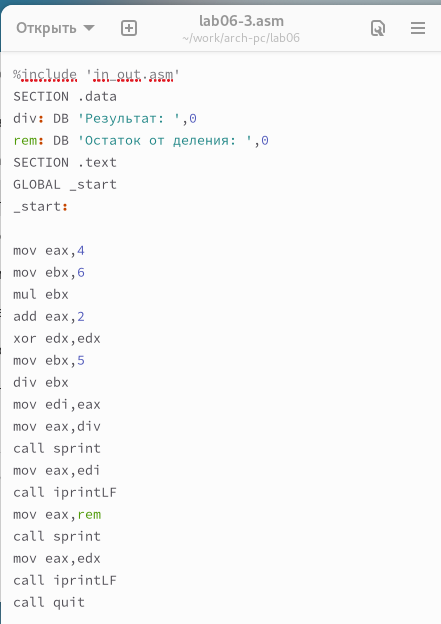 Открыть
lab06-3.asm
~/work/arch-pc/lab06
%include 'in_out.asm'
SECTION .data
div: DB 'Результат: ',0
rem: DB 'Остаток от деления: ',0
SECTION .text
GLOBAL _start
_start:
mov eax,4
mov ebx,6
mul ebx
add eax,2
xor edx,edx
mov ebx,5
div ebx
mov edi,eax
mov eax,div
call sprint
mov eax,edi
call iprintLF
mov eax,rem
call sprint
mov eax,edx
call iprintLF
call quit